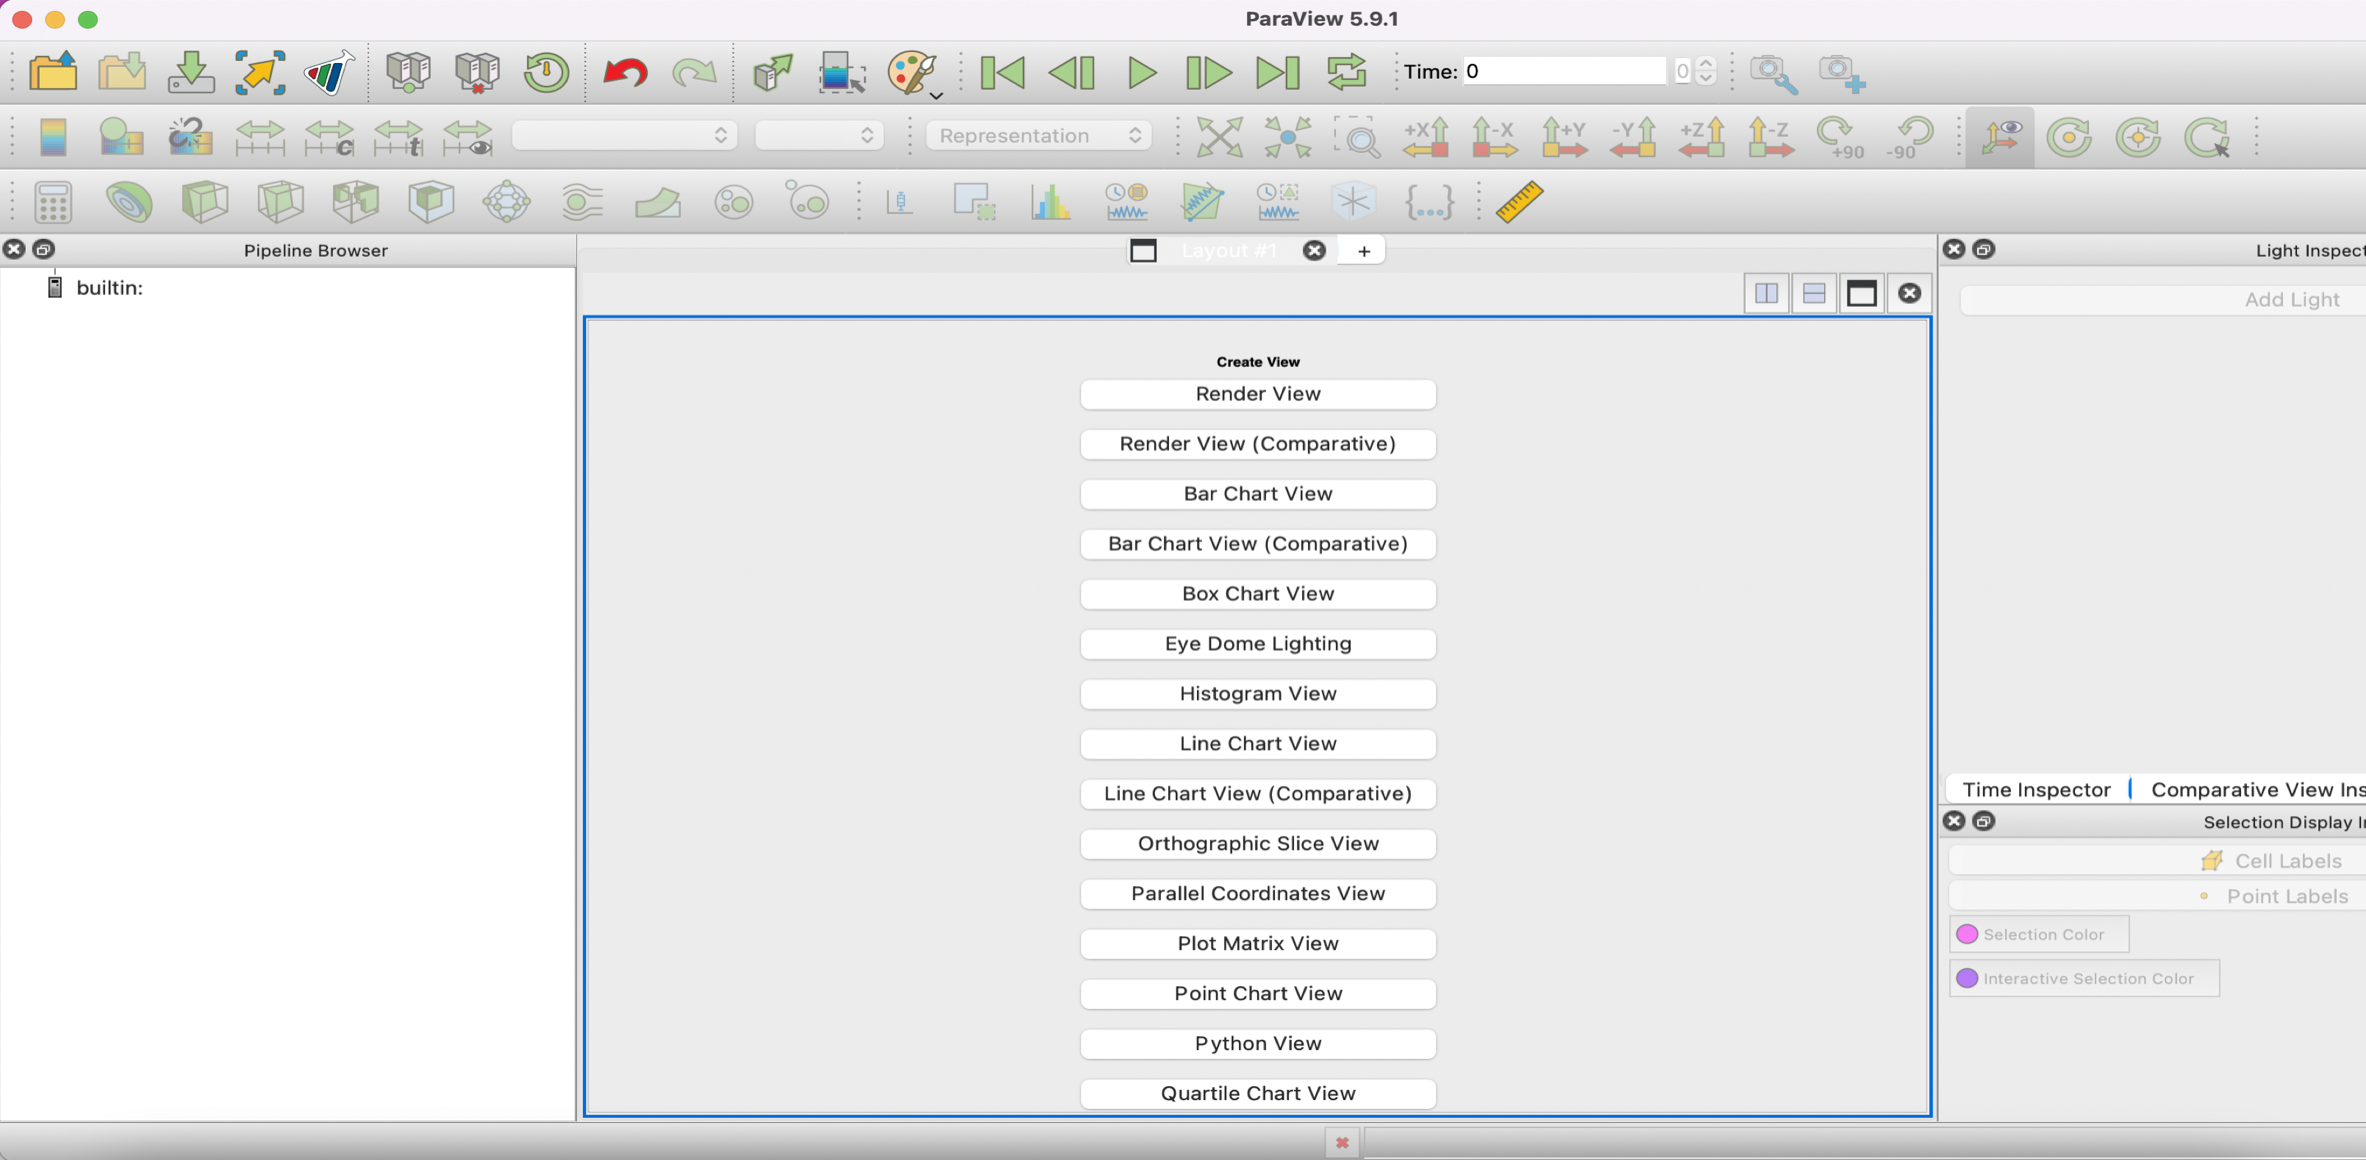 ParaView 5.9.1
Time: 0
0
c
t
Representation
+X
-X
+Y
-Y
+Z
-Z
+90
-90
{...}
Pipeline Browser
builtin:
Layout #1
+
Create View
Render View
Render View (Comparative)
Bar Chart View
Bar Chart View (Comparative)
Box Chart View
Eye Dome Lighting
Histogram View
Line Chart View
Line Chart View (Comparative)
Orthographic Slice View
Parallel Coordinates View
Plot Matrix View
Point Chart View
Python View
Quartile Chart View
Light Inspect
Add Light
Time Inspector
Comparative View Ins
Selection Display I
Cell Labels
Point Labels
Selection Color
Interactive Selection Color